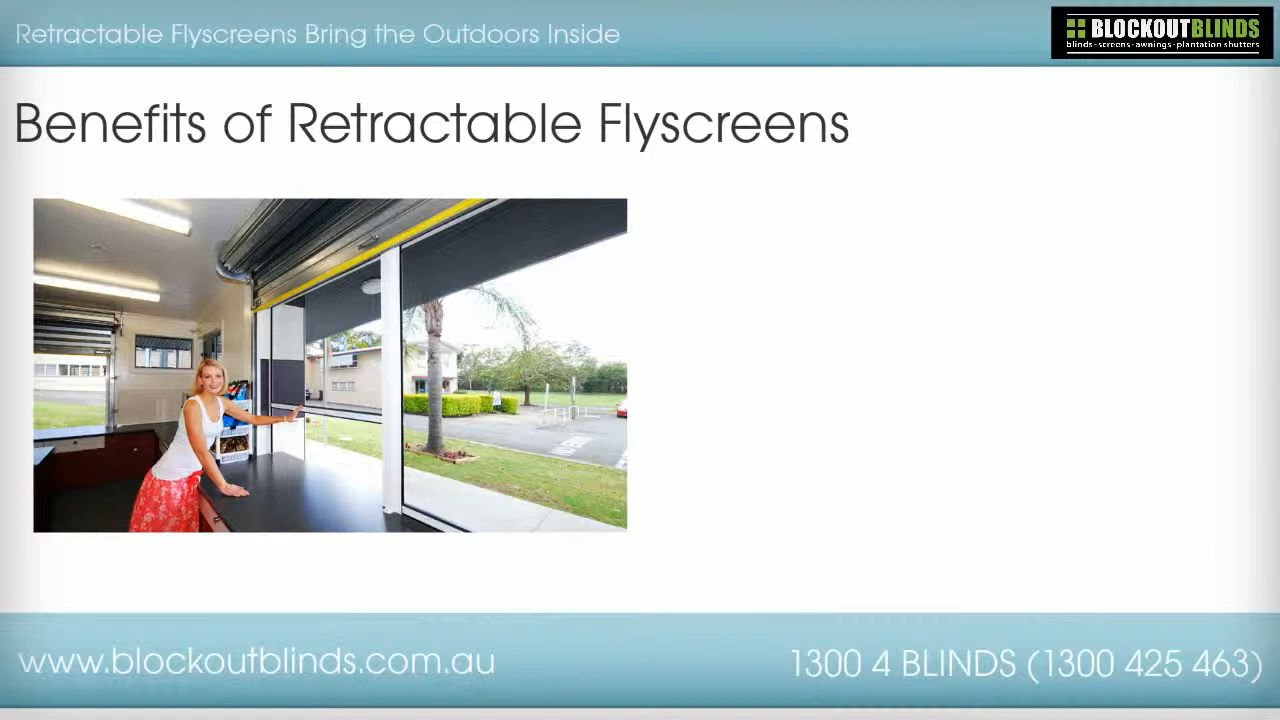 Retractable Flyscreens Bring the Outdoors Inside
BLOCKOUTBLINDS
blinds-screens-awnings-plantation shutters
Benefits of Retractable Flyscreens
www.blockoutblinds.com.au
1300 4 BLINDS (1300 425 463)